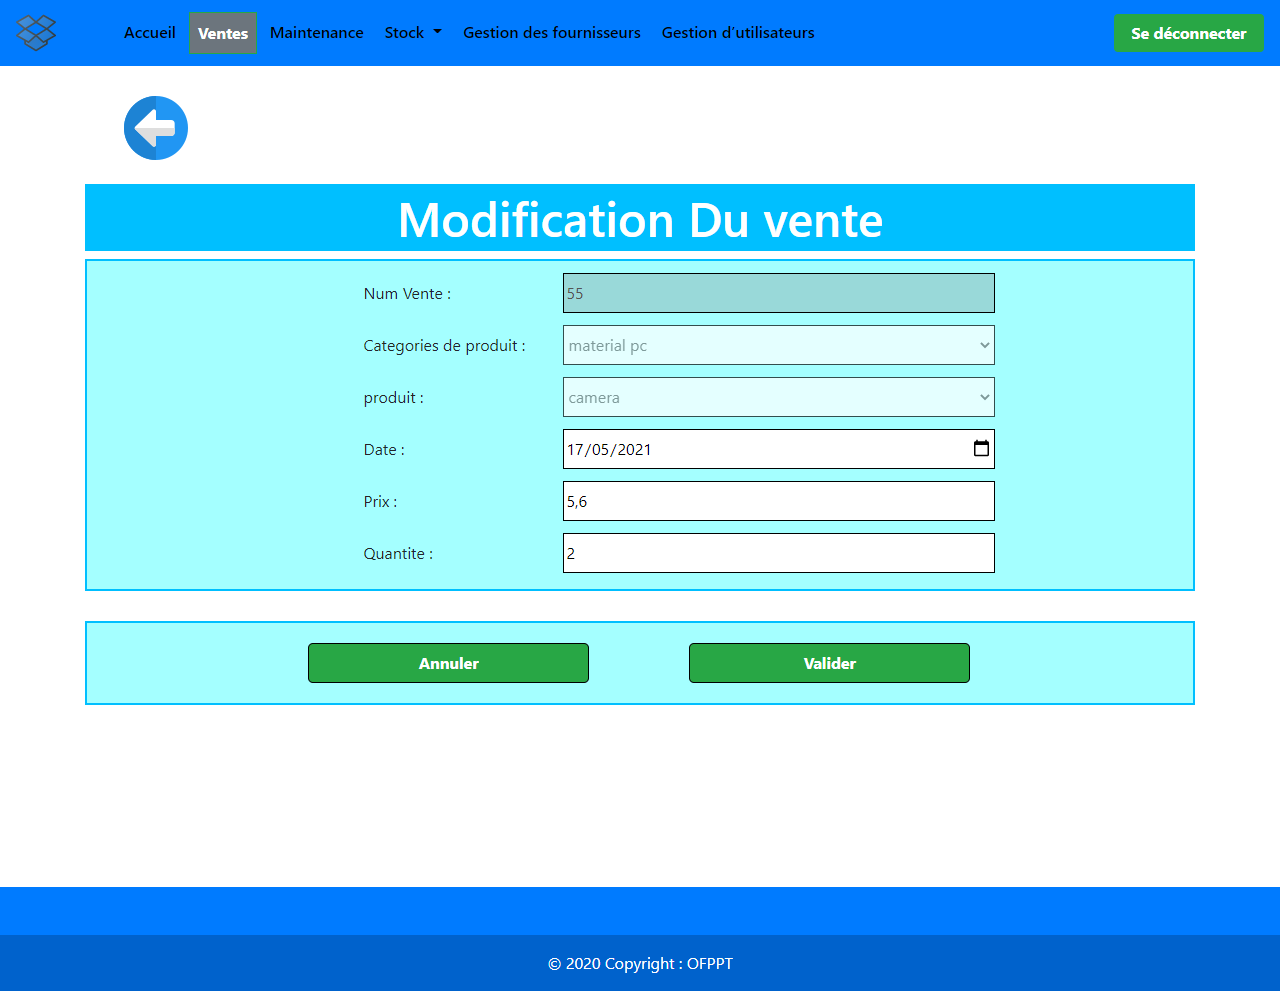 Accueil Ventes Maintenance Stock Gestion des fournisseurs Gestion d'utilisateurs Se déconnecter
Modification Du vente
Num Vente : 55
Categories de produit : material pc
produit : camera
Date : 17/05/2021
Prix : 5,6
Quantite : 2
Annuler Valider
© 2020 Copyright : OFPPT